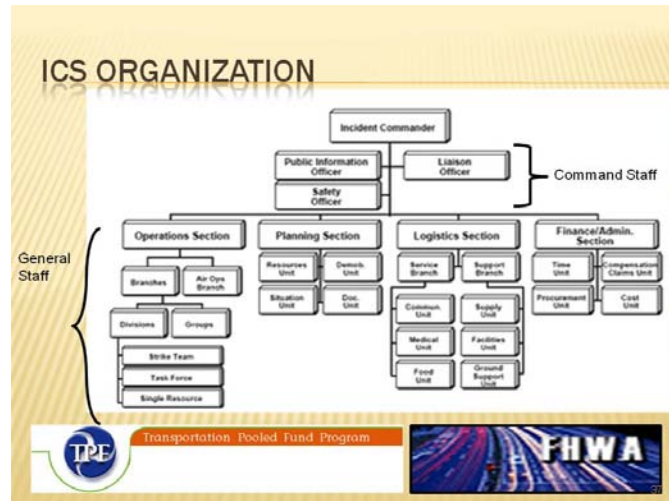 ICS ORGANIZATION
Incident Commander
Public Information
Officer
Liaison
Officer
Safety
Officer
Command Staff
General
Staff
Operations Section
Branches
Air Ops
Branch
Divisions
Groups
Strike Team
Task Force
Single Resource
Planning Section
Resources
Unit
Demob.
Unit
Situation
Unit
Doc.
Unit
Logistics Section
Service
Branch
Support
Branch
Commun.
Unit
Supply
Unit
Medical
Unit
Facilities
Unit
Food
Unit
Ground
Support
Unit
Finance/Admin.
Section
Time
Unit
Compensation
Claims Unit
Procurement
Unit
Cost
Unit
TPF
Transportation Pooled Fund Program
FHWA